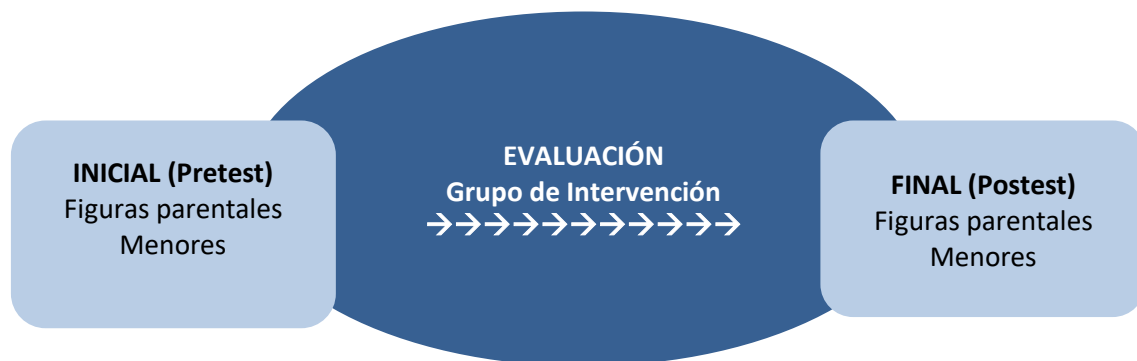 INICIAL (Pretest)
Figuras parentales
Menores
EVALUACIÓN
Grupo de Intervención
→→→→→→→→→→→
FINAL (Postest)
Figuras parentales
Menores